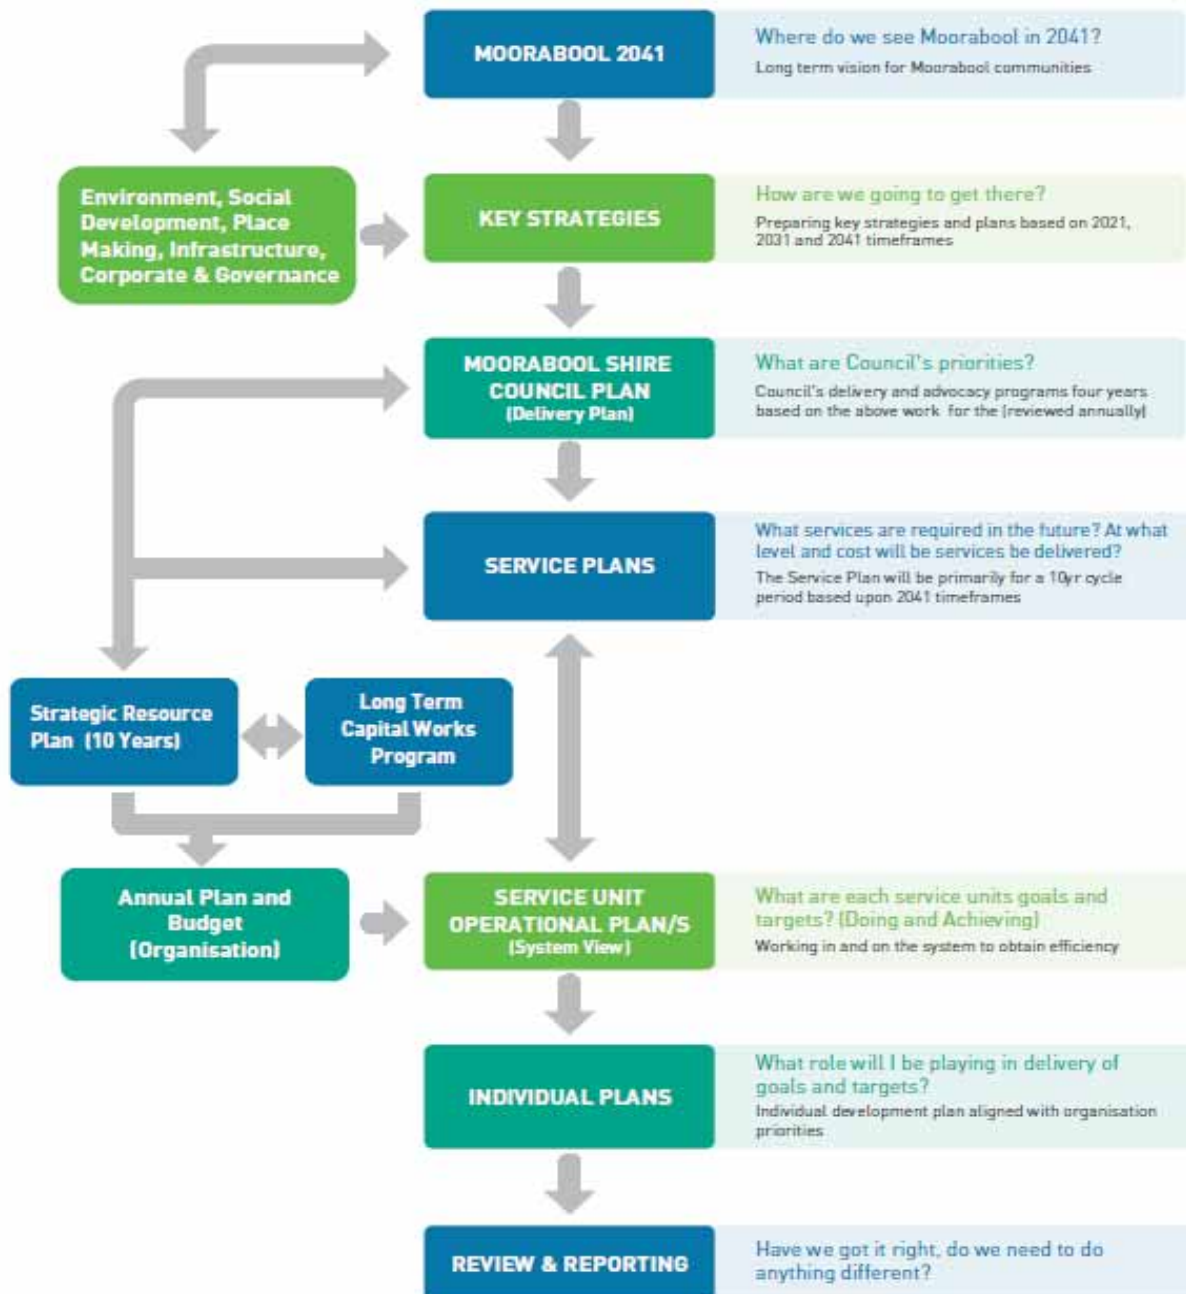 MOORABOOL 2041
Where do we see Moorabool in 2041?
Long term vision for Moorabool communities
Environment, Social
Development, Place
Making, Infrastructure,
Corporate & Governance
KEY STRATEGIES
How are we going to get there?
Preparing key strategies and plans based on 2021,
2031 and 2041 timeframes
MOORABOOL SHIRE
COUNCIL PLAN
(Delivery Plan)
What are Council's priorities?
Council's delivery and advocacy programs four years
based on the above work for the (reviewed annually)
SERVICE PLANS
What services are required in the future? At what
level and cost will be services be delivered?
The Service Plan will be primarily for a 10yr cycle
period based upon 2041 timeframes
Strategic Resource
Plan (10 Years)
Long Term
Capital Works
Program
Annual Plan and
Budget
(Organisation)
SERVICE UNIT
OPERATIONAL PLAN/S
(System View)
What are each service units goals and
targets? (Doing and Achieving)
Working in and on the system to obtain efficiency
INDIVIDUAL PLANS
What role will I be playing in delivery of
goals and targets?
Individual development plan aligned with organisation
priorities
REVIEW & REPORTING
Have we got it right, do we need to do
anything different?